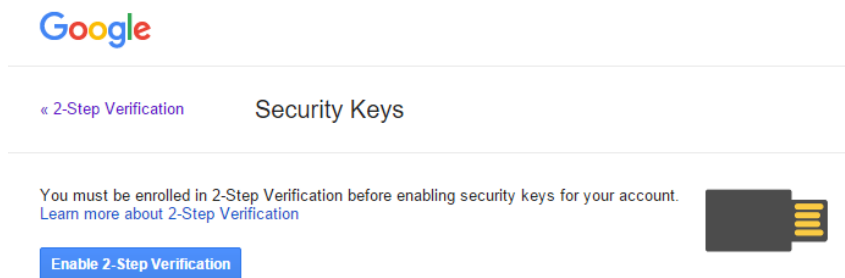 Google
« 2-Step Verification Security Keys
You must be enrolled in 2-Step Verification before enabling security keys for your account.
Learn more about 2-Step Verification
Enable 2-Step Verification